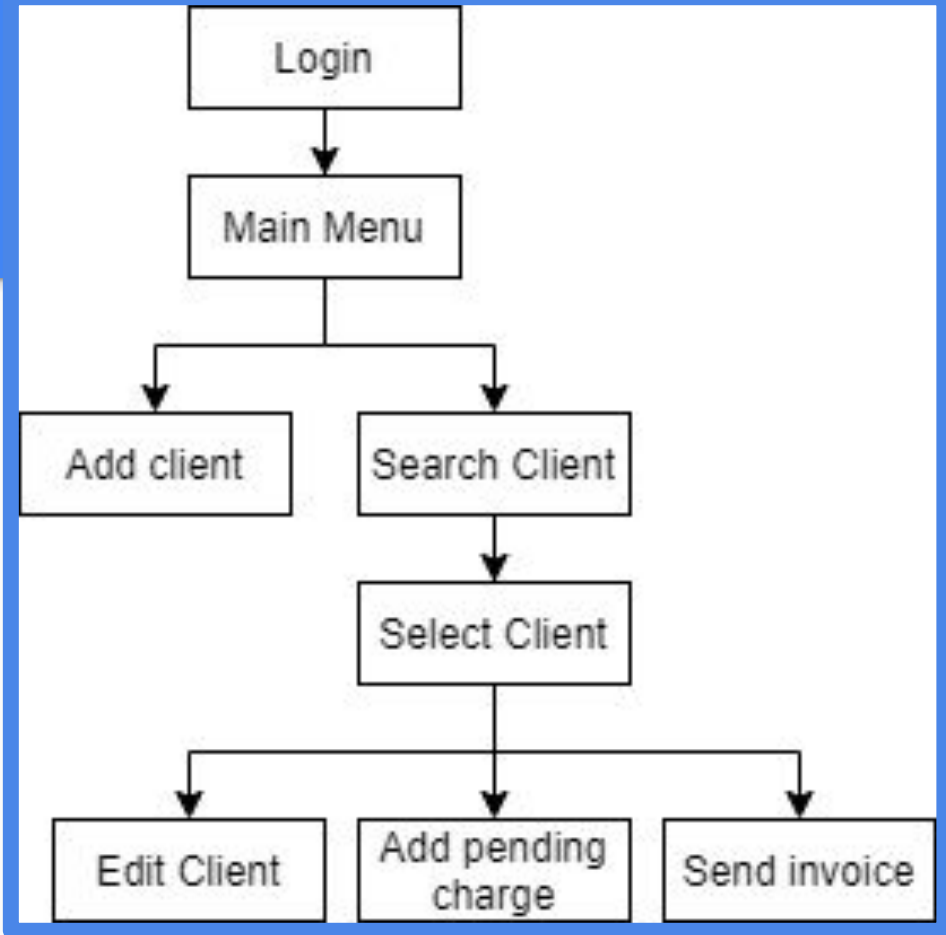 Login
Main Menu
Add client
Search Client
Select Client
Edit Client
Add pending
charge
Send invoice